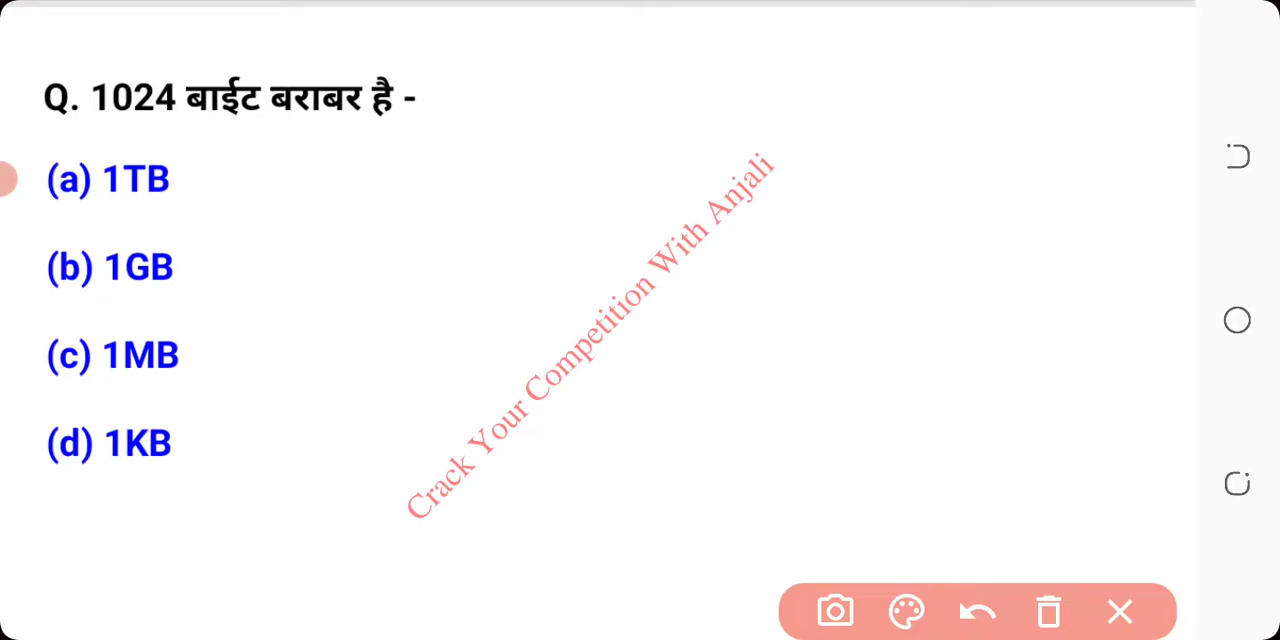 Q. 1024 बाईट बराबर है -
(a) 1TB
(b) 1GB
(c) 1MB
(d) 1KB
Crack Your Competition With Anjali